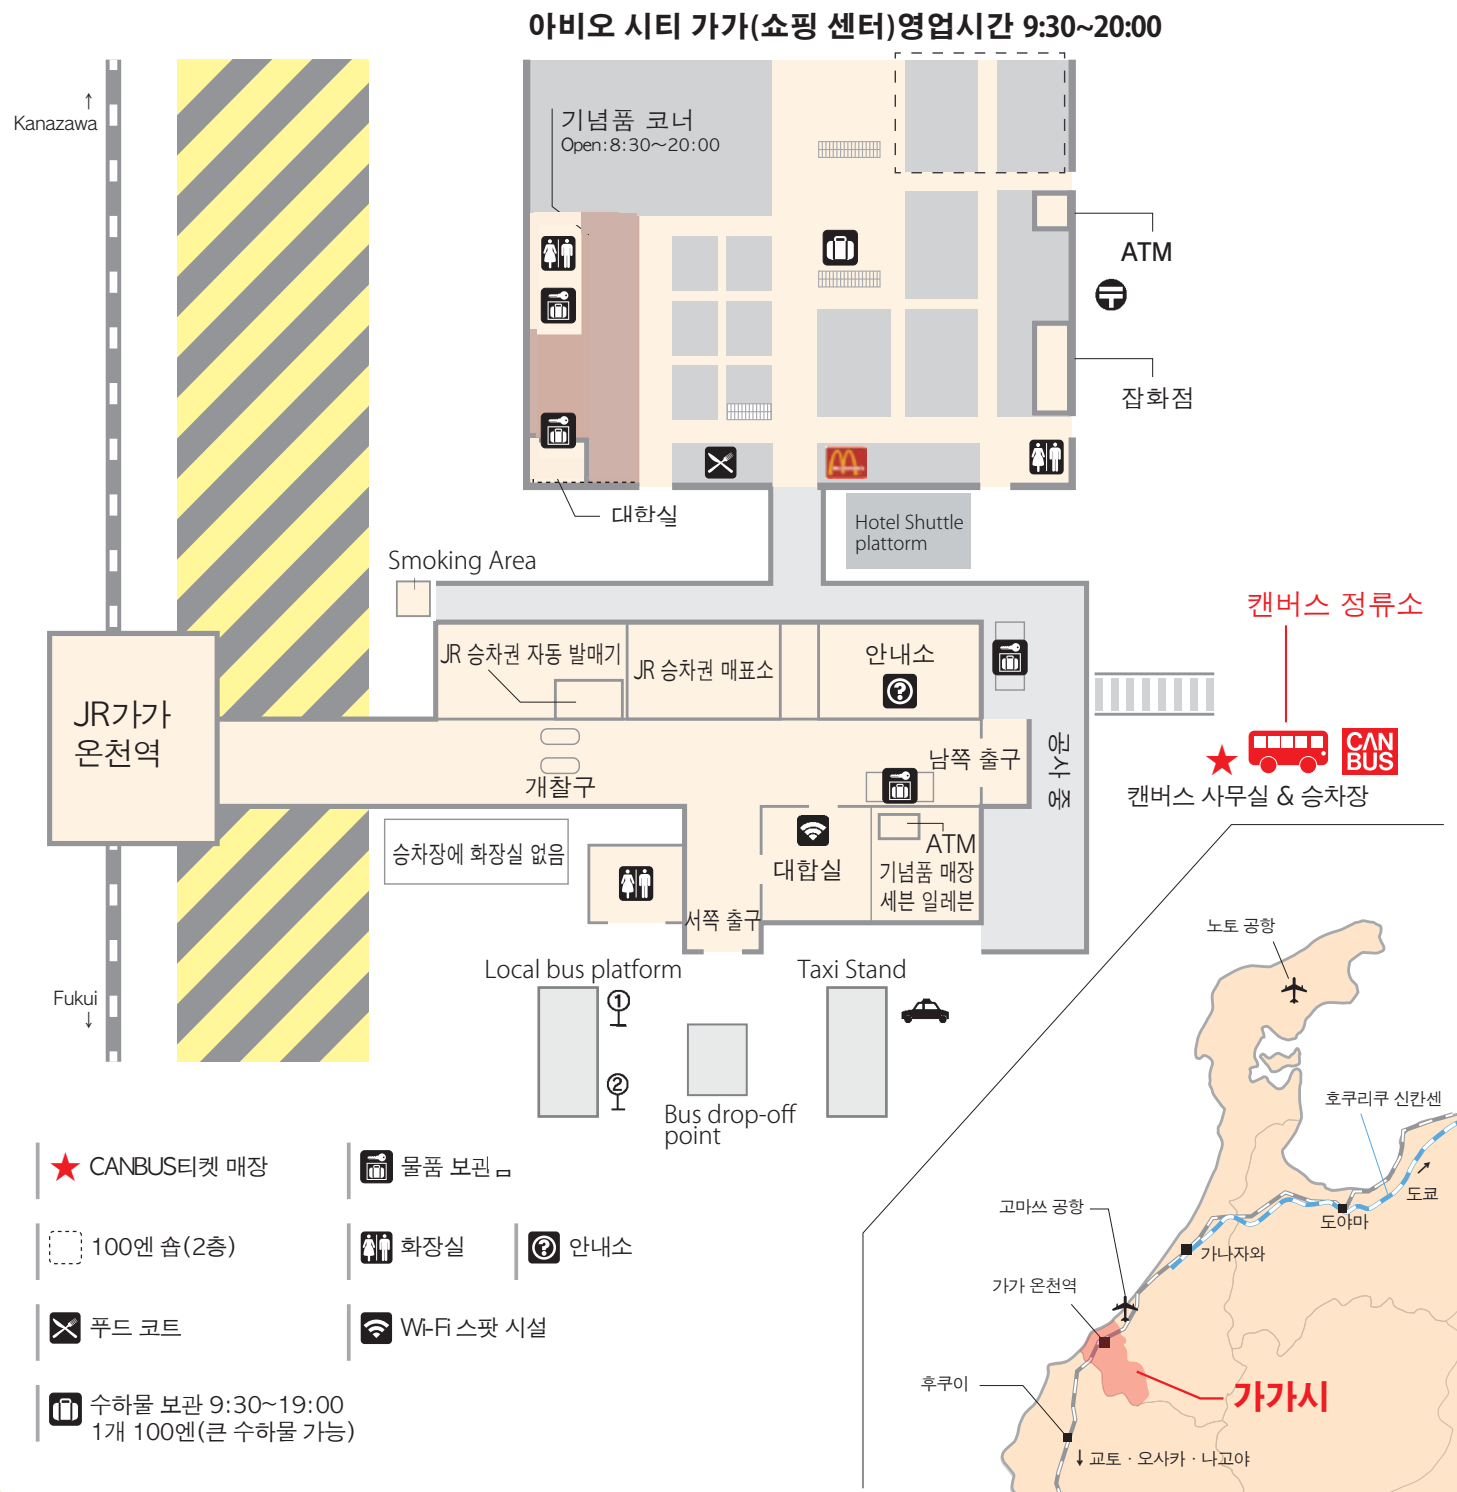 아비오 시티 가가(쇼핑 센터)영업시간 9:30~20:00
↑
Kanazawa
기념품 코너
Open:8:30～20:00
ATM
잡화점
대합실
Hotel Shuttle
plattorm
Smoking Area
캔버스 정류소
JR 승차권 자동 발매기
JR 승차권 매표소
안내소
JR가가
온천역
개찰구
남쪽 출구
공사 중
CAN
BUS
캔버스 사무실 & 승차장
승차장에 화장실 없음
대합실
ATM
기념품 매장
세븐 일레븐
서쪽 출구
Local bus platform
Taxi Stand
Fukui
↓
1
2
Bus drop-off
point
노토 공항
호쿠리쿠 신칸센
도쿄
고마쓰 공항
도야마
가나자와
가가 온천역
후쿠이
가가시
↓ 교토 · 오사카 · 나고야
★ CANBUS티켓 매장
물품 보관
100엔 숍(2층)
화장실
안내소
푸드 코트
Wi-Fi 스팟 시설
수하물 보관 9:30~19:00
1개 100엔(큰 수하물 가능)